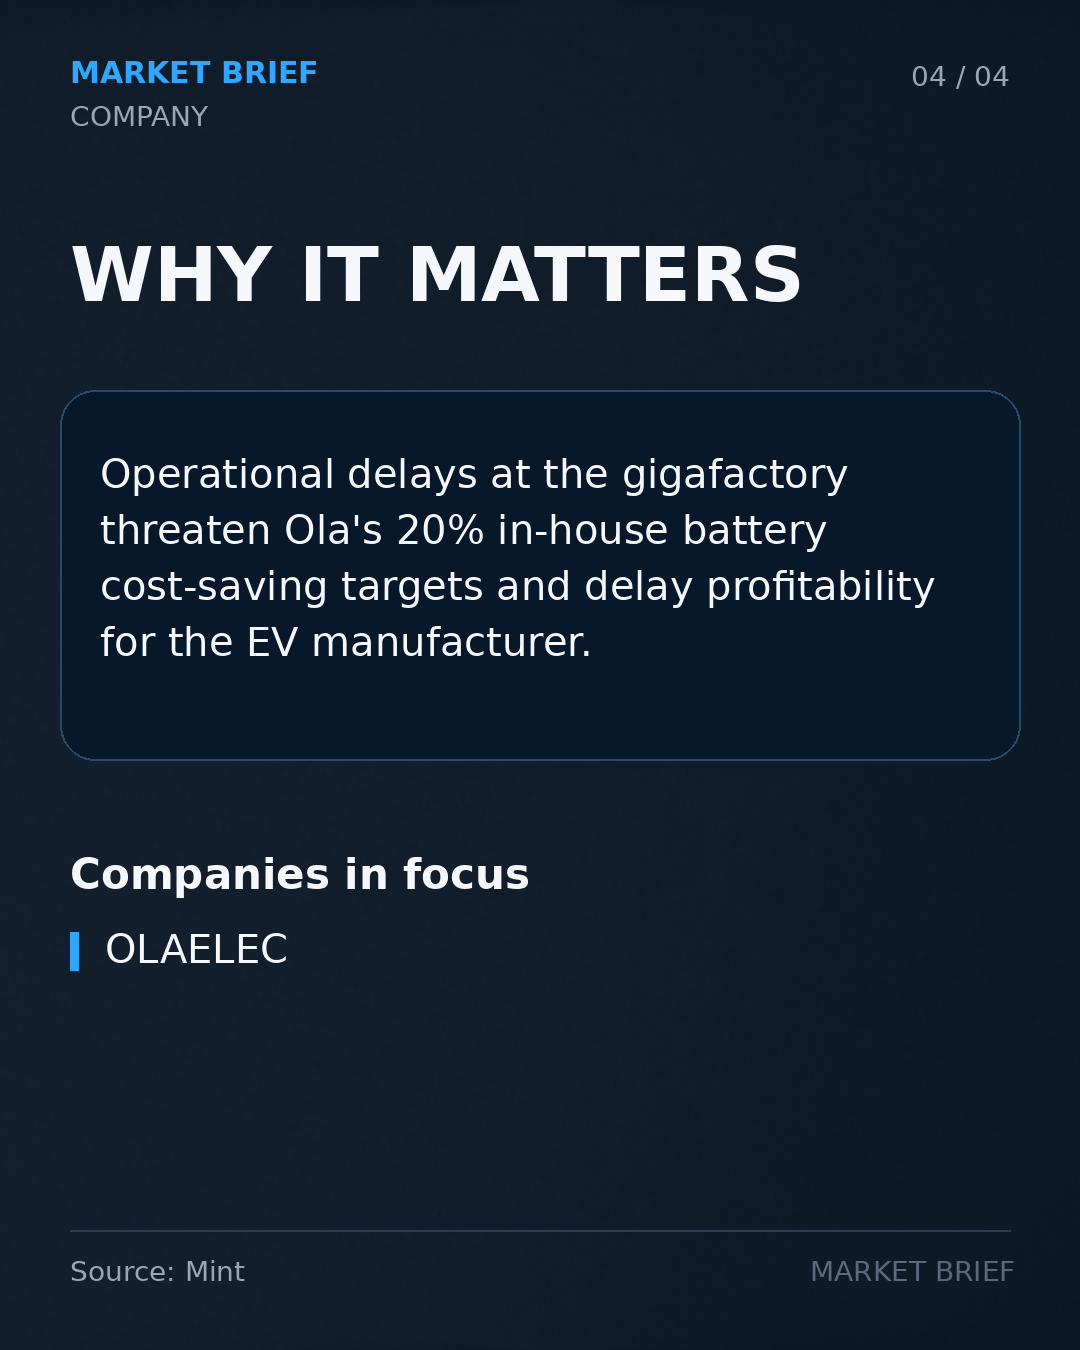 MARKET BRIEF
04 / 04
COMPANY
WHY IT MATTERS
Operational delays at the gigafactory
threaten Ola's 20% in-house battery
cost-saving targets and delay profitability
for the EV manufacturer.
Companies in focus
OLAELEC
Source: Mint
MARKET BRIEF